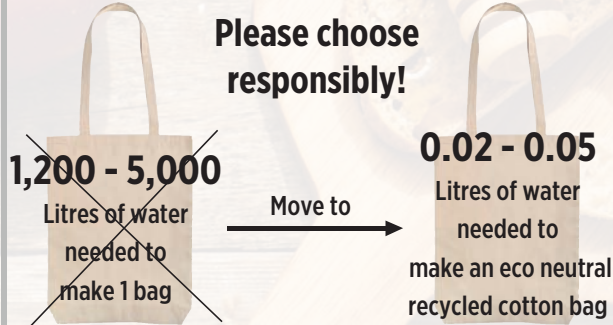 Please choose
responsibly!
1,200 - 5,000
Litres of water
needed to
make 1 bag
Move to
0.02 - 0.05
Litres of water
needed to
make an eco neutral
recycled cotton bag